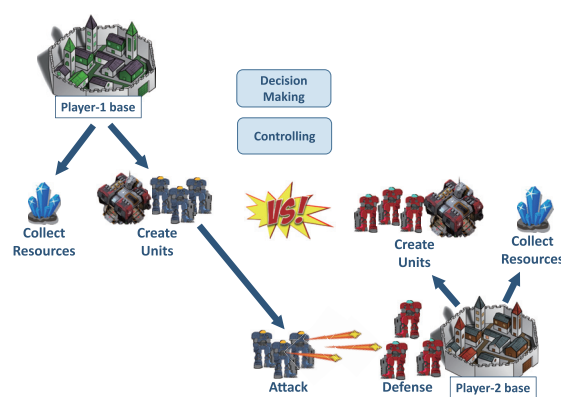 Decision
Making
Player-1 base
Controlling
VS!
Collect
Resources
Create
Units
Create
Units
Collect
Resources
Attack
Defense
Player-2 base